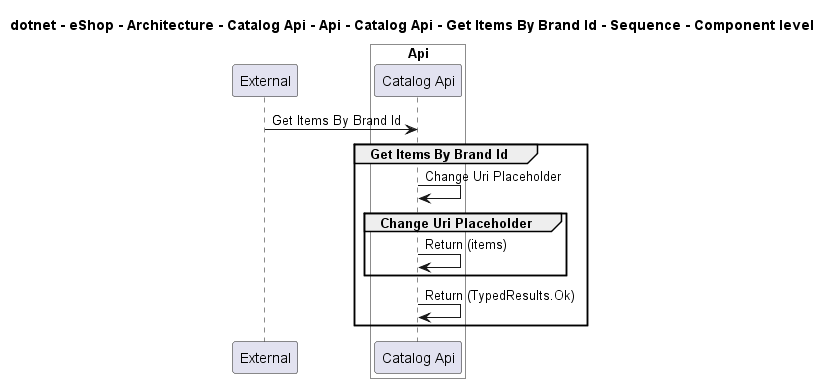 dotnet - eShop - Architecture - Catalog Api - Api - Catalog Api - Get Items By Brand Id - Sequence - Component level
Api
External
Catalog Api
Get Items By Brand Id
Get Items By Brand Id
Change Uri Placeholder
Change Uri Placeholder
Return (items)
Return (TypedResults.Ok)
External
Catalog Api